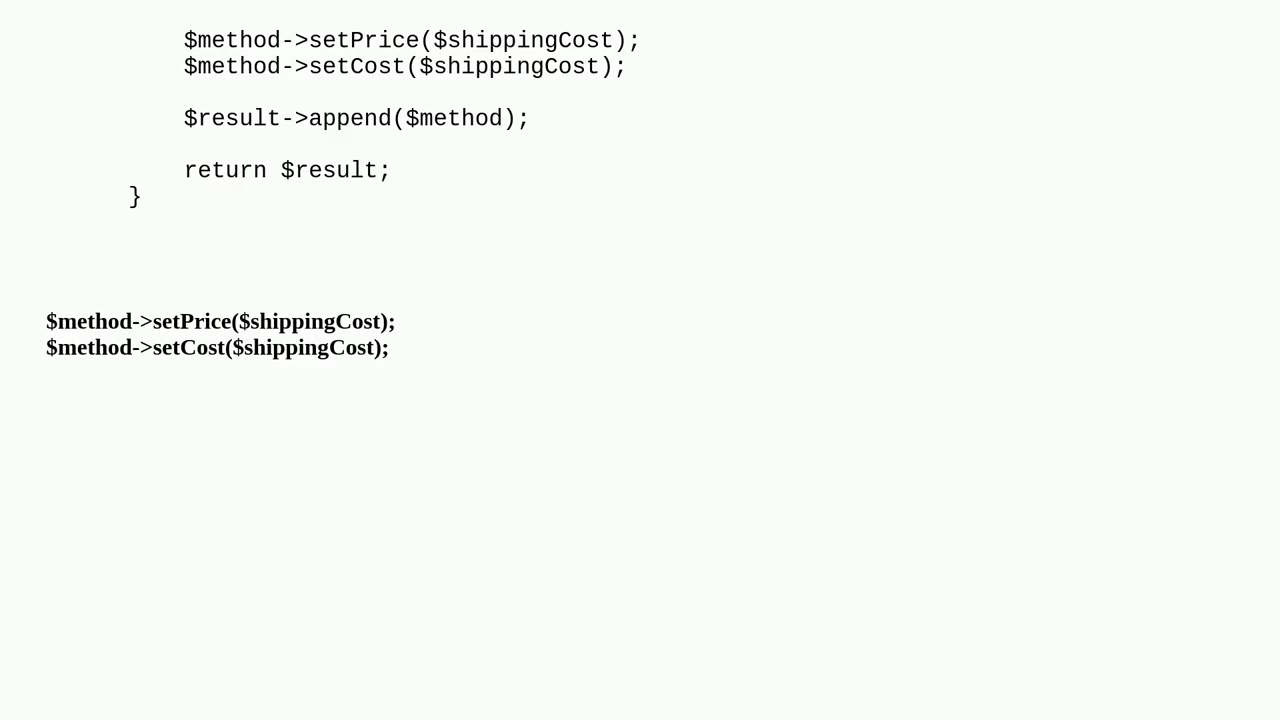 $method->setPrice($shippingCost);
$method->setCost($shippingCost);
$result->append($method);
return $result;
}
$method->setPrice($shippingCost);
$method->setCost($shippingCost);